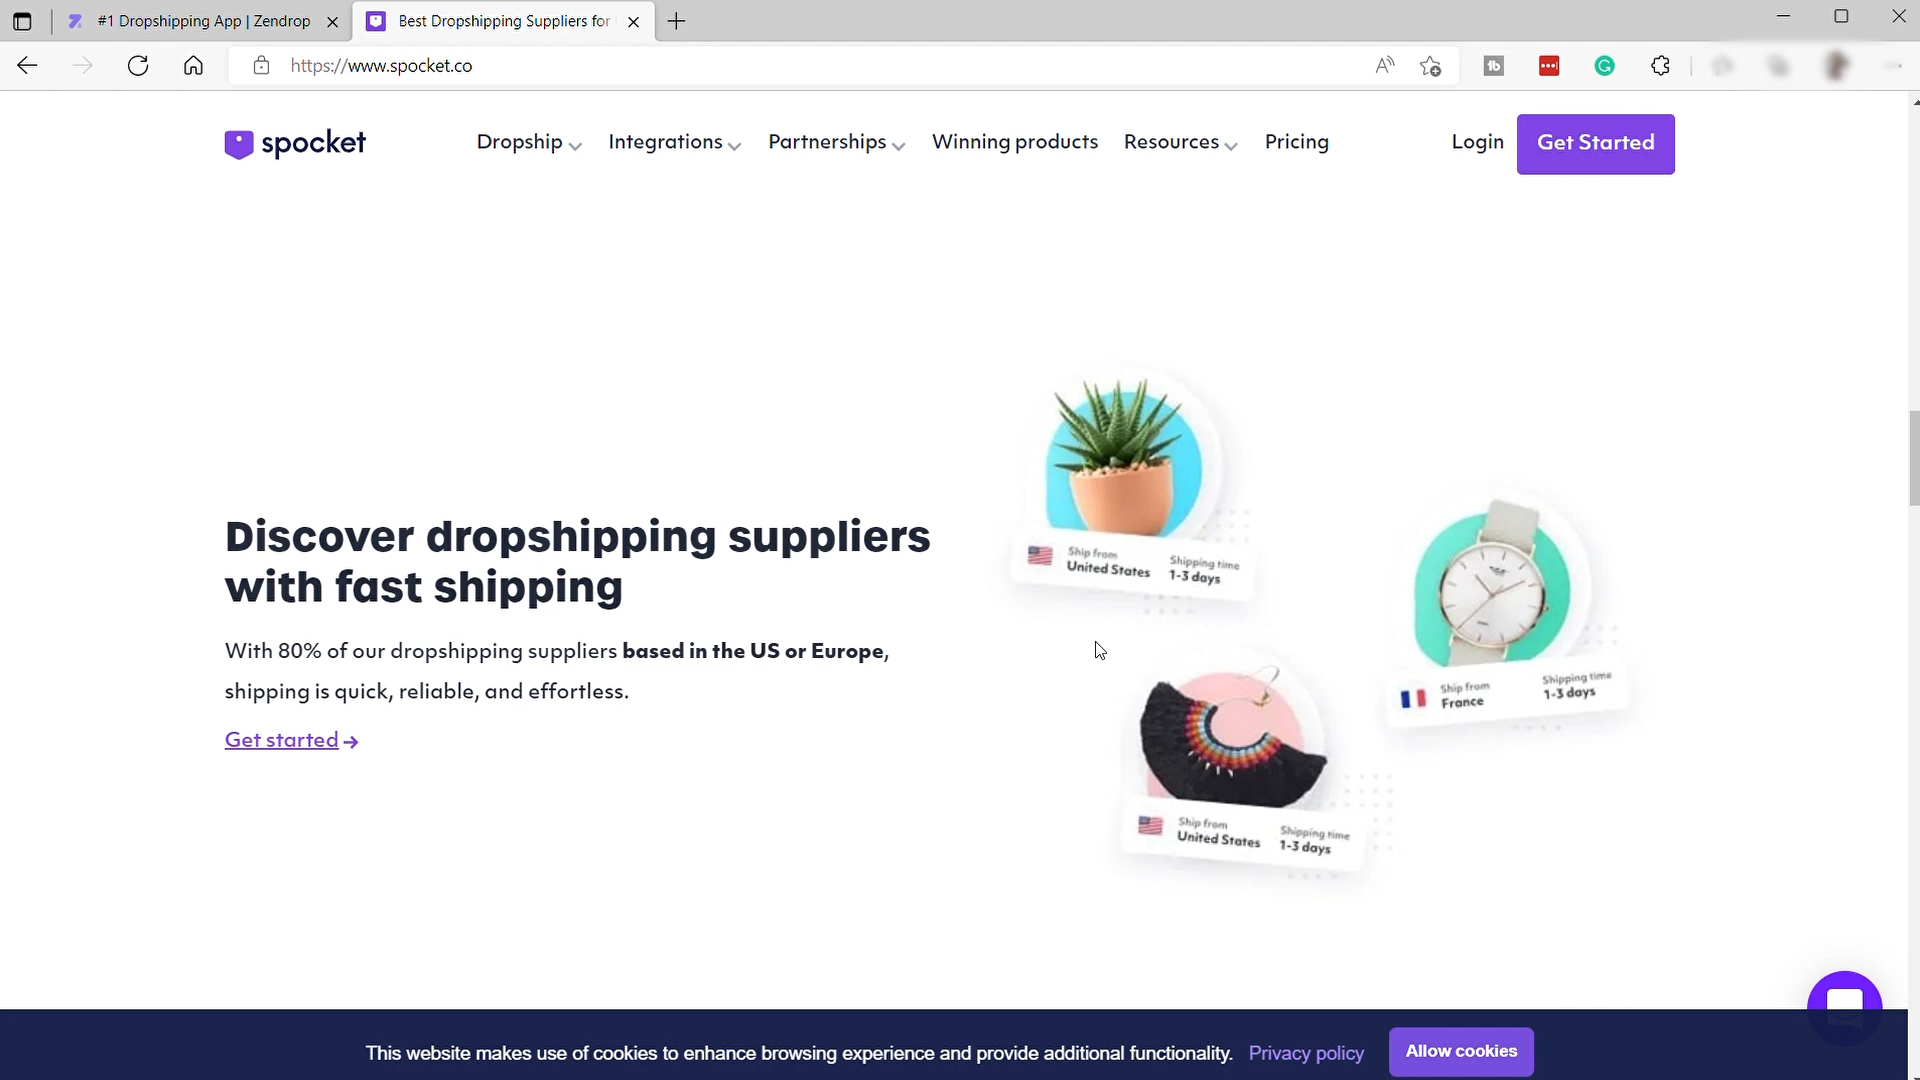 #1 Dropshipping App | Zendrop
Best Dropshipping Suppliers for
https://www.spocket.co
spocket
Dropship
Integrations
Partnerships
Winning products
Resources
Pricing
Login
Get Started
Discover dropshipping suppliers
with fast shipping
With 80% of our dropshipping suppliers based in the US or Europe,
shipping is quick, reliable, and effortless.
Get started
Ship from
United States
Shipping time
1-3 days
Ship from
France
Shipping time
1-3 days
Ship from
United States
Shipping time
1-3 days
This website makes use of cookies to enhance browsing experience and provide additional functionality. Privacy policy
Allow cookies